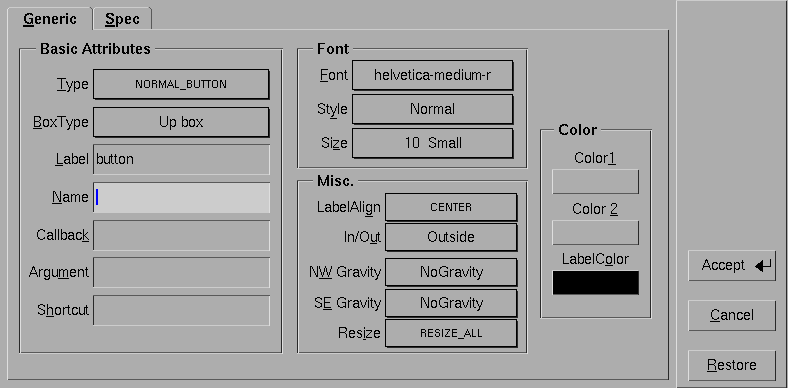 Generic Spec
Basic Attributes
Type NORMAL_BUTTON
BoxType Up box
Label button
Name
Callback
Argument
Shortcut
Font
Font helvetica-medium-r
Style Normal
Size 10 Small
Misc.
LabelAlign CENTER
In/Out Outside
NW Gravity NoGravity
SE Gravity NoGravity
Resize RESIZE_ALL
Color
Color1
Color 2
LabelColor
Accept
Cancel
Restore